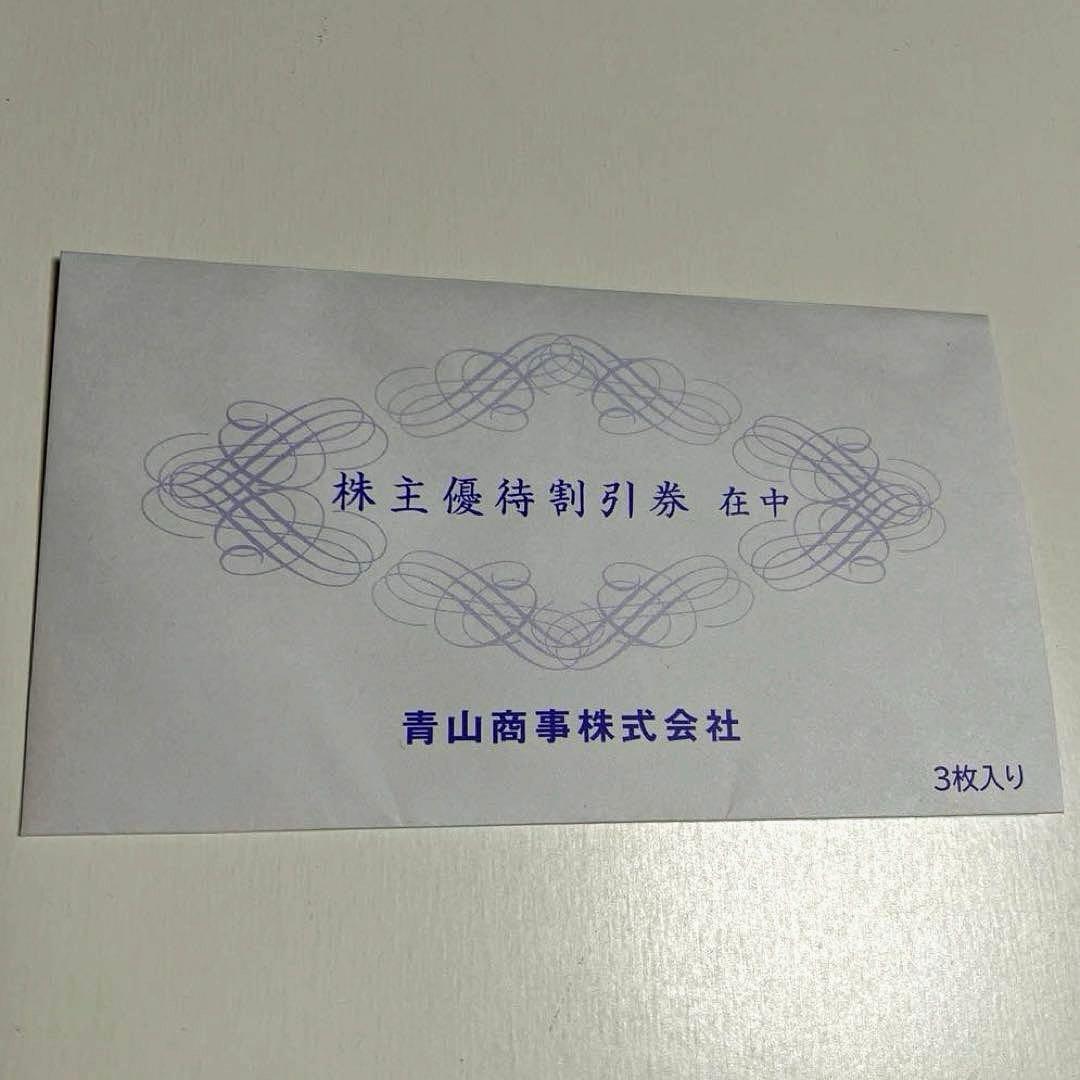 株主優待割引券 在中
青山商事株式会社
3枚入り